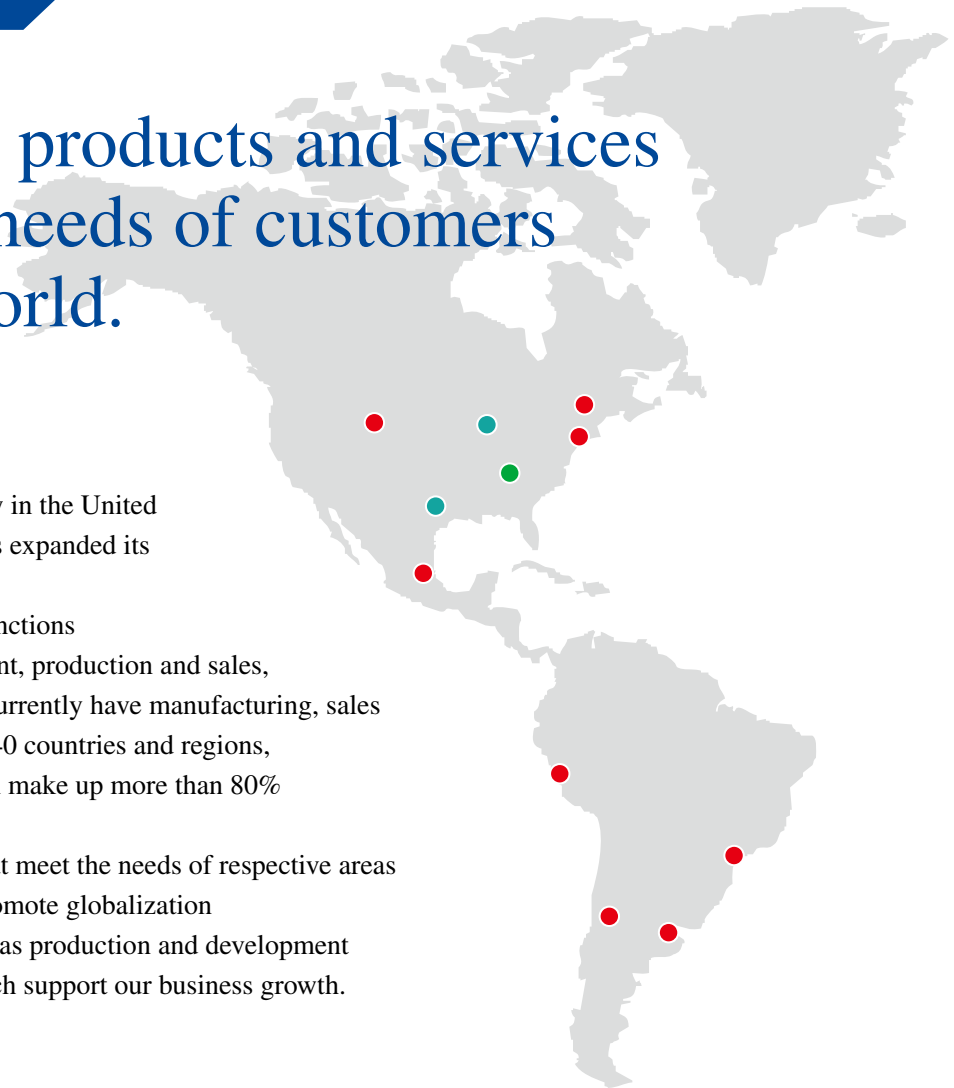 products and services
needs of customers
orld.
in the United
expanded its
nctions
nt, production and sales,
urrently have manufacturing, sales
0 countries and regions,
make up more than 80%
t meet the needs of respective areas
omote globalization
as production and development
ch support our business growth.